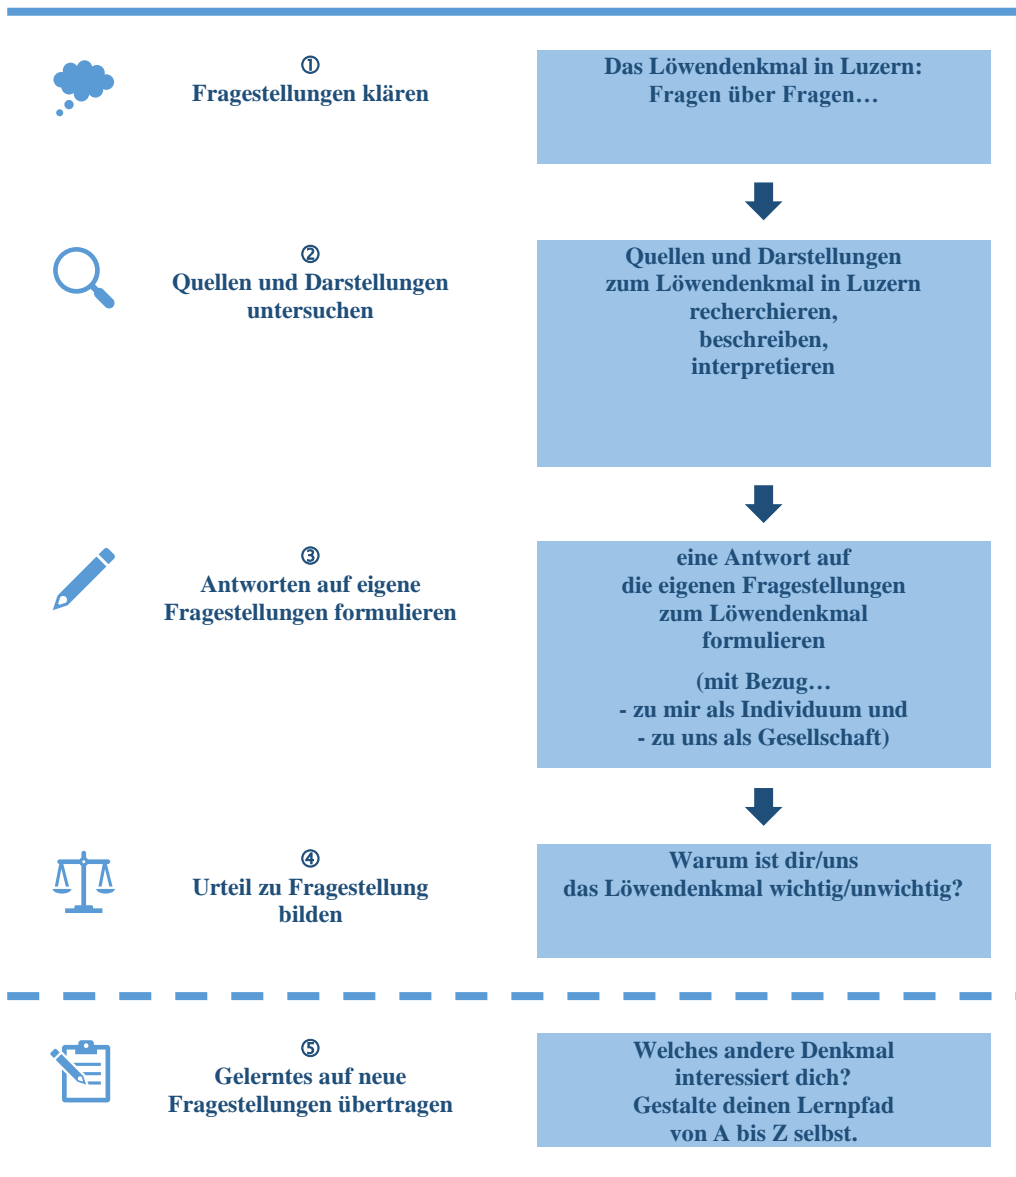 ①
Fragestellungen klären
Das Löwendenkmal in Luzern:
Fragen über Fragen…
②
Quellen und Darstellungen
untersuchen
Quellen und Darstellungen
zum Löwendenkmal in Luzern
recherchieren,
beschreiben,
interpretieren
③
Antworten auf eigene
Fragestellungen formulieren
eine Antwort auf
die eigenen Fragestellungen
zum Löwendenkmal
formulieren
(mit Bezug…
- zu mir als Individuum und
- zu uns als Gesellschaft)
④
Urteil zu Fragestellung
bilden
Warum ist dir/uns
das Löwendenkmal wichtig/unwichtig?
⑤
Gelerntes auf neue
Fragestellungen übertragen
Welches andere Denkmal
interessiert dich?
Gestalte deinen Lernpfad
von A bis Z selbst.